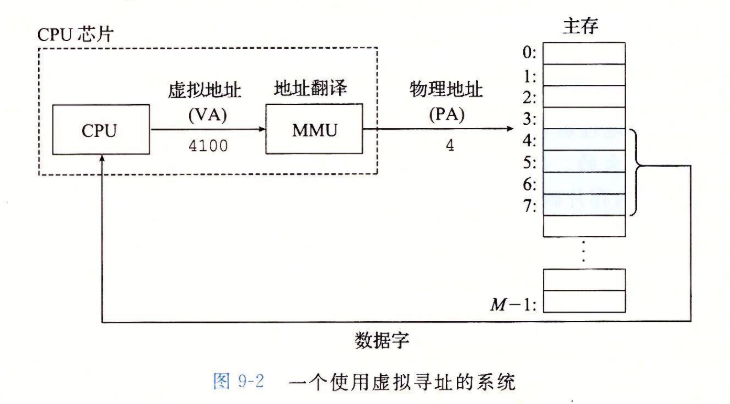 CPU 芯片
主存
虚拟地址
(VA)
4100
地址翻译
物理地址
(PA)
4
CPU
MMU
0:
1:
2:
3:
4:
5:
6:
7:
⋮
M−1:
数据字
图 9-2 一个使用虚拟寻址的系统